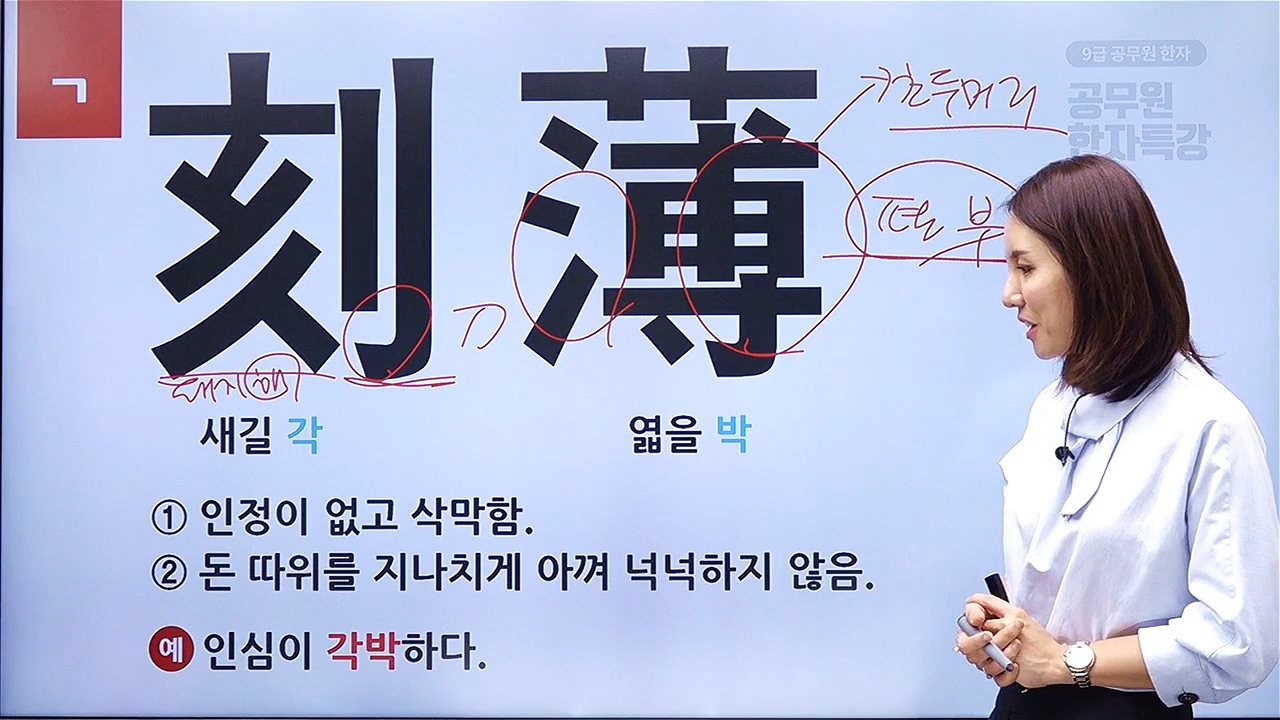 ㄱ
9급 공무원 한자
공무원
한자특강
刻薄
초두머리
펼 부
刀
돼지 해
새길 각
엷을 박
① 인정이 없고 삭막함.
② 돈 따위를 지나치게 아껴 넉넉하지 않음.
예 인심이 각박하다.